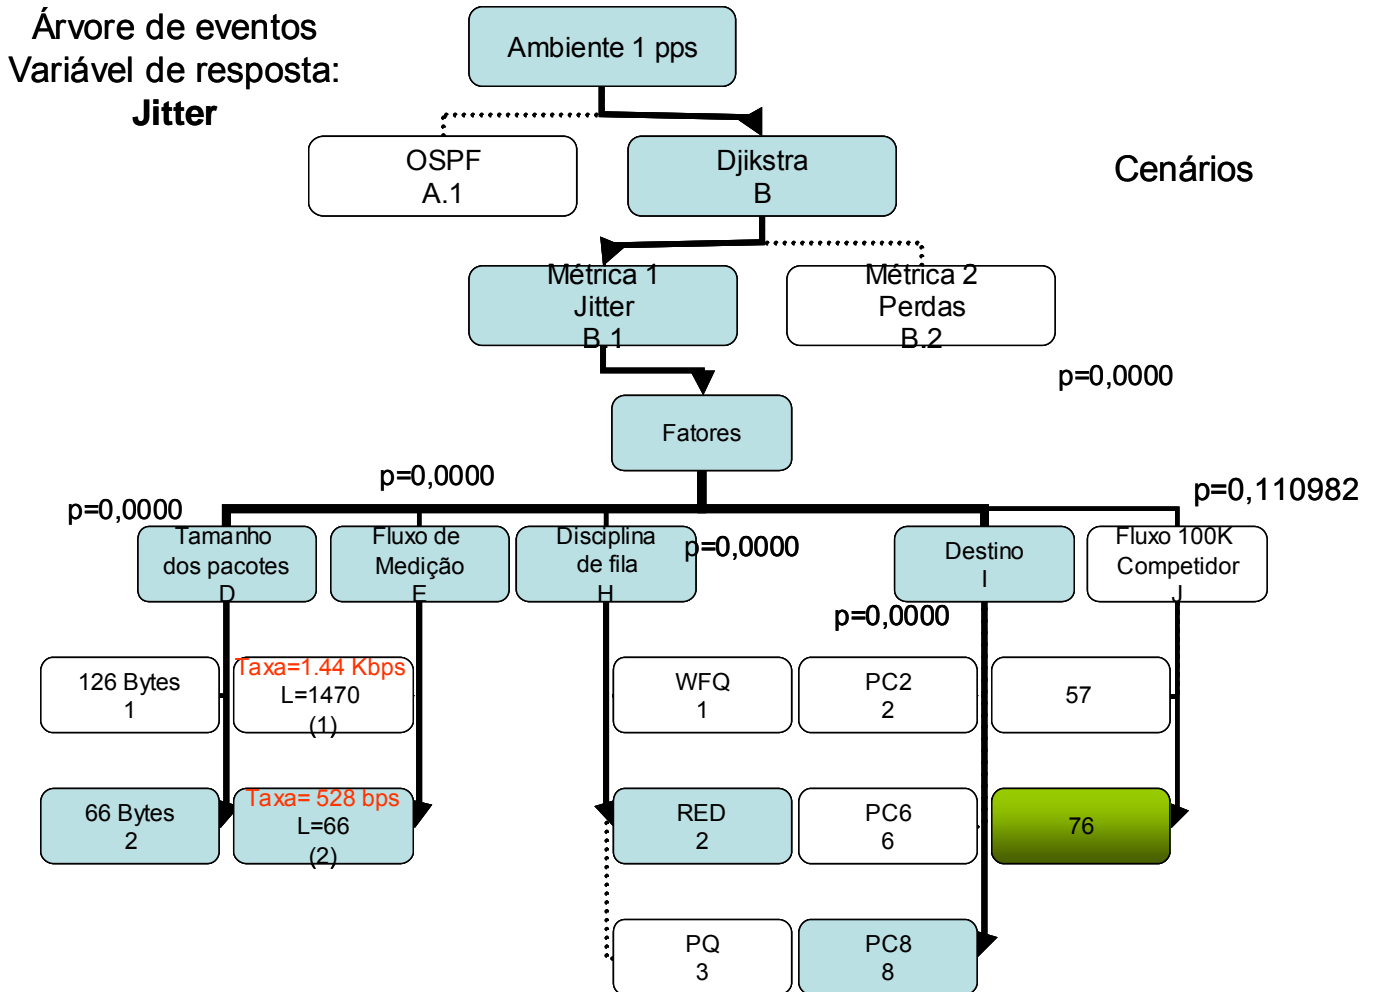 Árvore de eventos
Variável de resposta:
Jitter
Ambiente 1 pps
OSPF
A.1
Djikstra
B
Cenários
Métrica 1
Jitter
B.1
Métrica 2
Perdas
B.2
p=0,0000
Fatores
p=0,0000
p=0,0000
p=0,110982
Tamanho
dos pacotes
D
Fluxo de
Medição
E
Disciplina
de fila
H
p=0,0000
Destino
I
Fluxo 100K
Competidor
J
p=0,0000
126 Bytes
1
Taxa=1.44 Kbps
L=1470
(1)
WFQ
1
PC2
2
57
66 Bytes
2
Taxa= 528 bps
L=66
(2)
RED
2
PC6
6
76
PQ
3
PC8
8